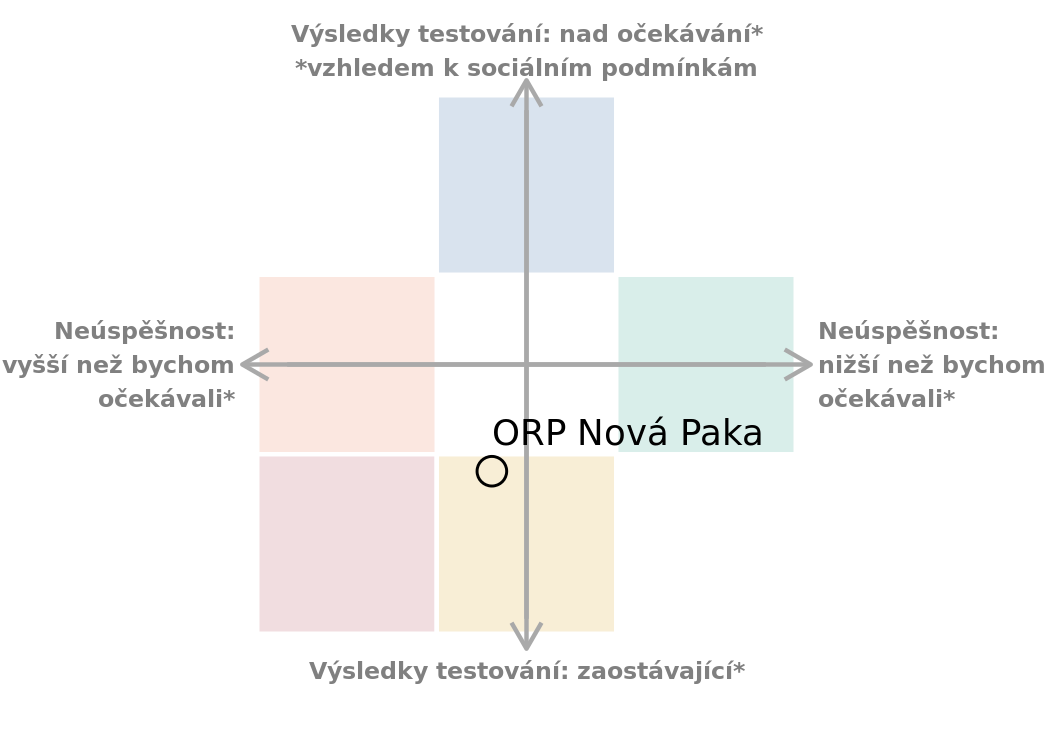 Výsledky testování: nad očekávání*
*vzhledem k sociálním podmínkám
Neúspěšnost:
vyšší než bychom
očekávali*
Neúspěšnost:
nižší než bychom
očekávali*
ORP Nová Paka
Výsledky testování: zaostávající*